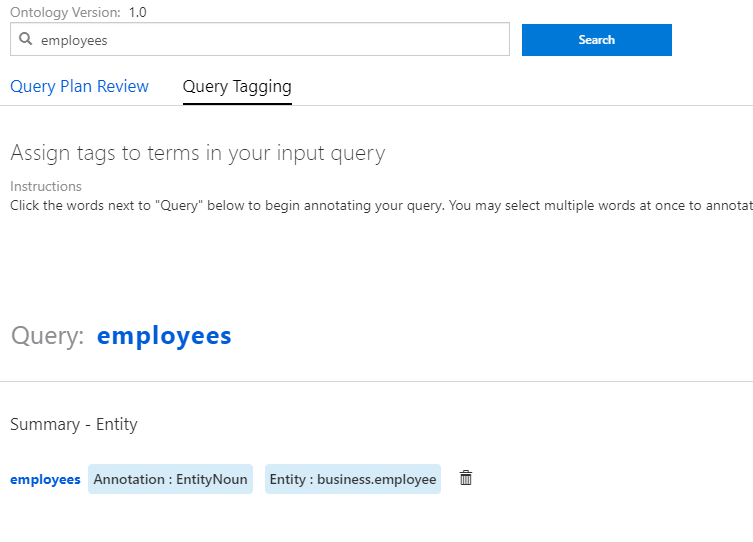 Ontology Version: 1.0
employees
Search
Query Plan Review Query Tagging
Assign tags to terms in your input query
Instructions
Click the words next to "Query" below to begin annotating your query. You may select multiple words at once to annotat
Query: employees
Summary - Entity
employees Annotation : EntityNoun Entity : business.employee